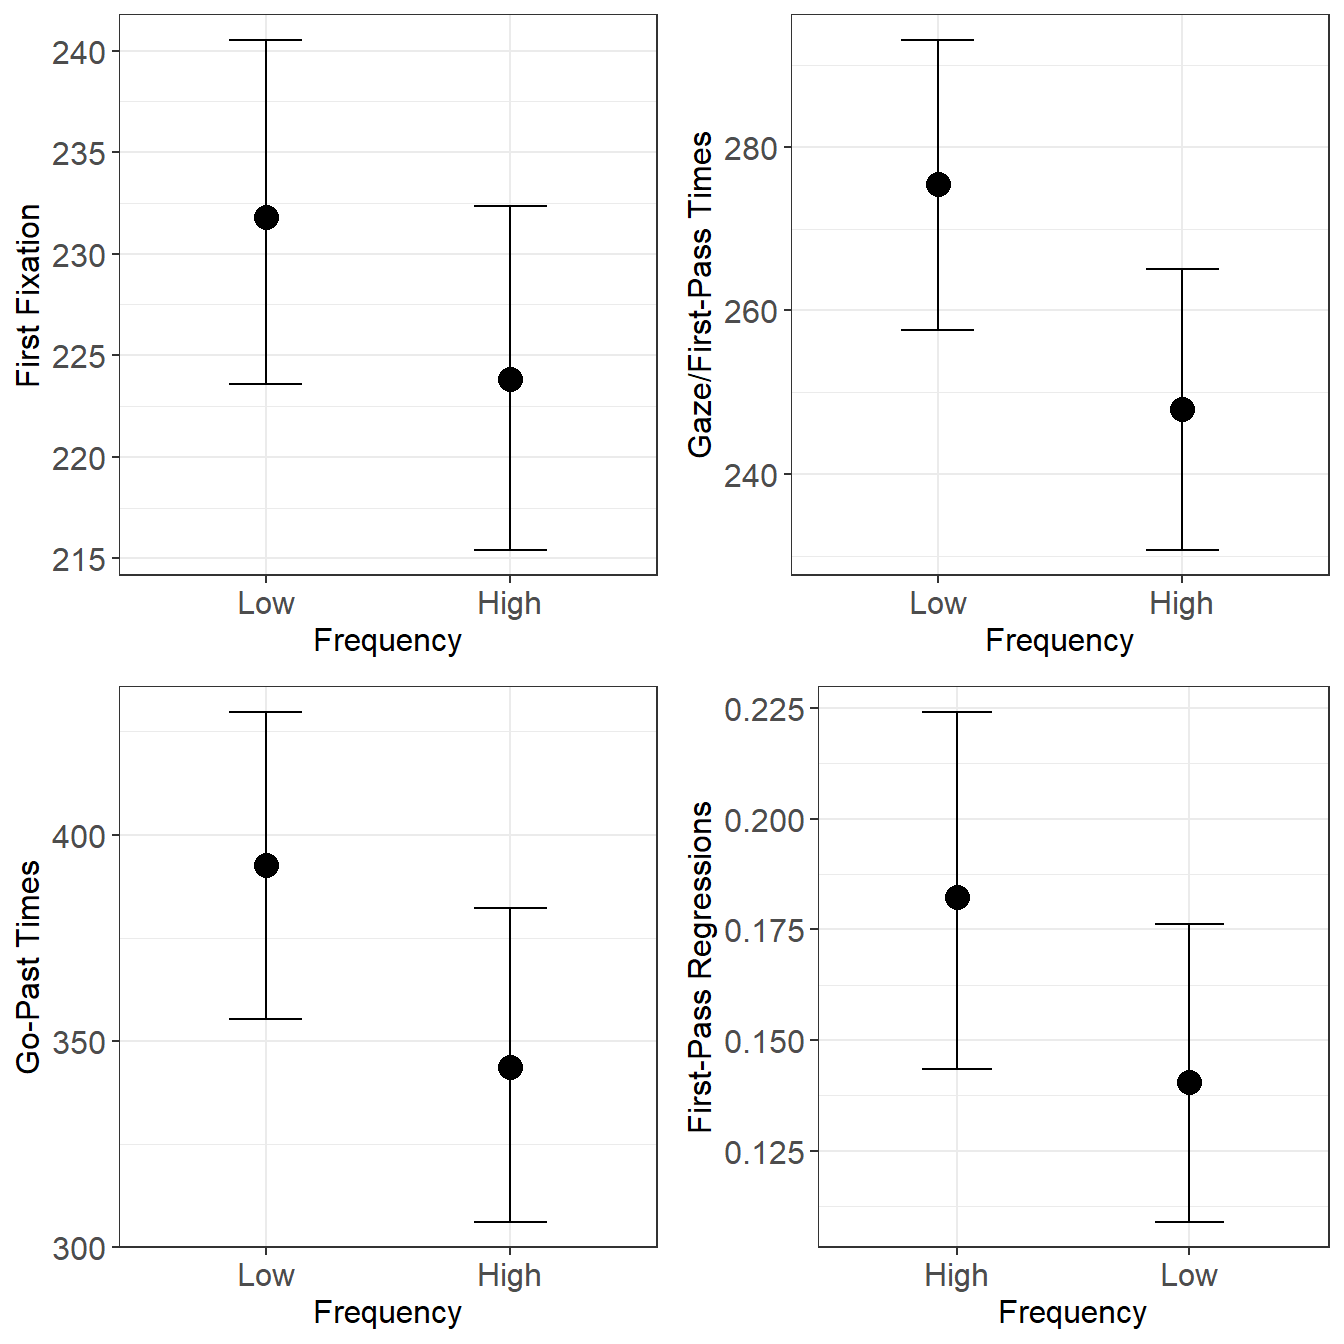 First Fixation
240
235
230
225
220
215
Low High
Frequency
Gaze/First-Pass Times
280
260
240
Low High
Frequency
Go-Past Times
400
350
300
Low High
Frequency
First-Pass Regressions
0.225
0.200
0.175
0.150
0.125
High Low
Frequency